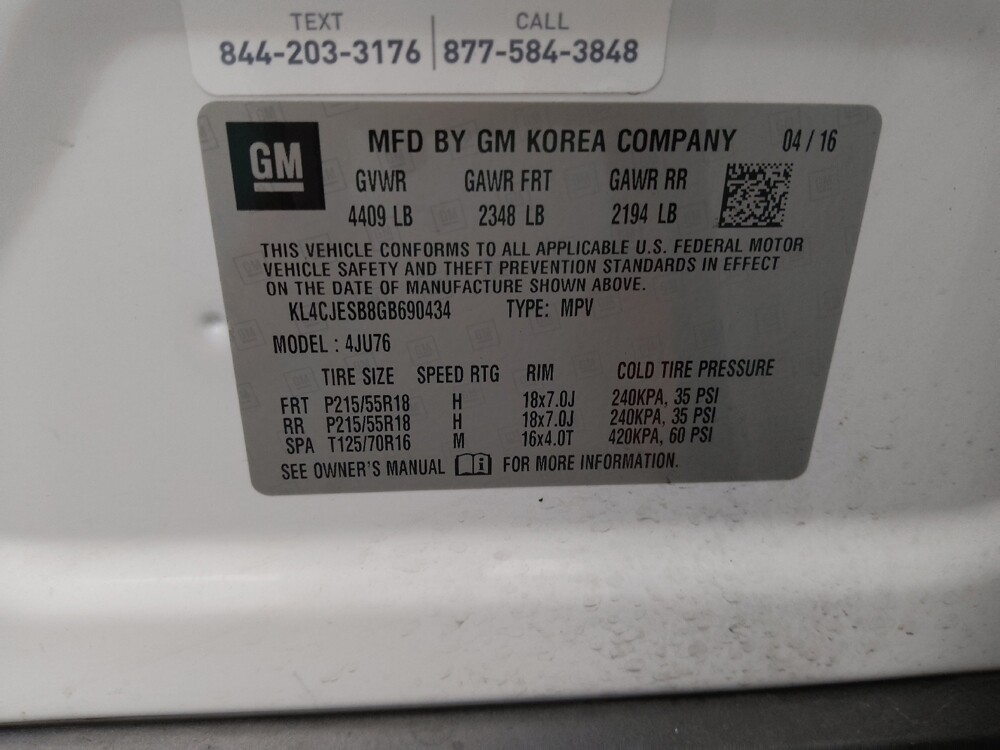 TEXT CALL
844-203-3176 877-584-3848
GM MFD BY GM KOREA COMPANY 04 / 16
GVWR GAWR FRT GAWR RR
4409 LB 2348 LB 2194 LB
THIS VEHICLE CONFORMS TO ALL APPLICABLE U.S. FEDERAL MOTOR
VEHICLE SAFETY AND THEFT PREVENTION STANDARDS IN EFFECT
ON THE DATE OF MANUFACTURE SHOWN ABOVE.
KL4CJESB8GB690434 TYPE: MPV
MODEL : 4JU76
TIRE SIZE SPEED RTG RIM COLD TIRE PRESSURE
FRT P215/55R18 H 18x7.0J 240KPA, 35 PSI
RR P215/55R18 H 18x7.0J 240KPA, 35 PSI
SPA T125/70R16 M 16x4.0T 420KPA, 60 PSI
SEE OWNER'S MANUAL FOR MORE INFORMATION.